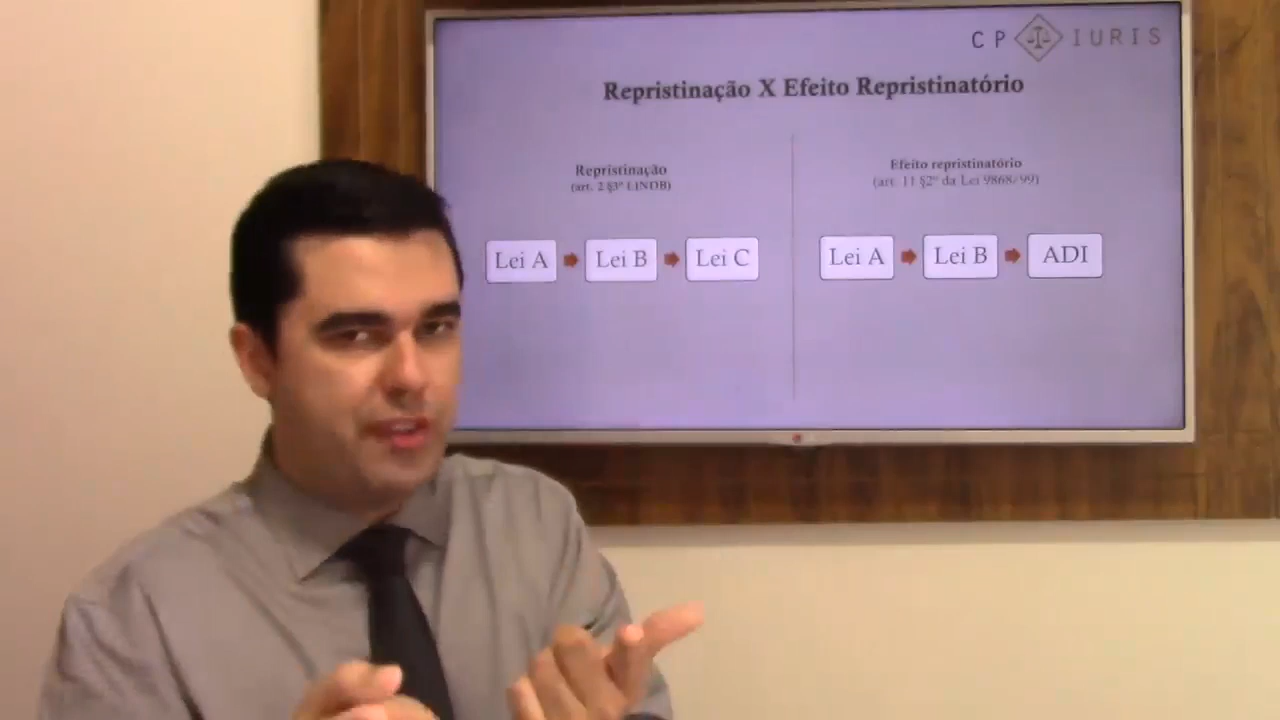 CP IURIS
Repristinação X Efeito Repristinatório
Repristinação
(art. 2 §3º LINDB)
Lei A
Lei B
Lei C
Efeito repristinatório
(art. 11 §2º da Lei 9868/99)
Lei A
Lei B
ADI